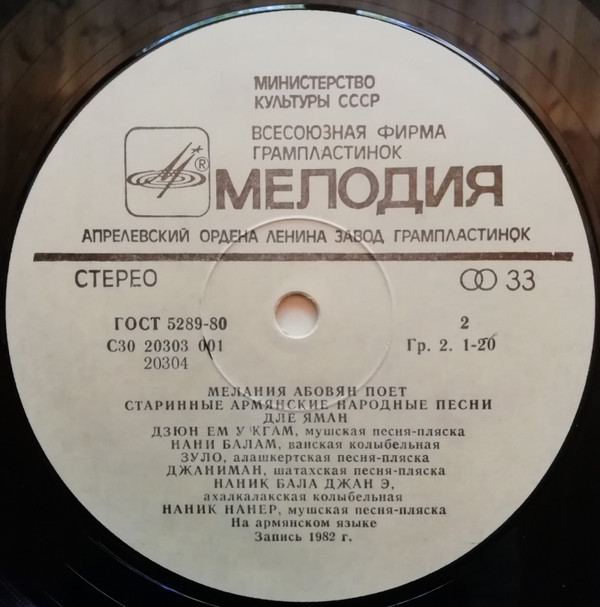 МИНИСТЕРСТВО
КУЛЬТУРЫ СССР
ВСЕСОЮЗНАЯ ФИРМА
ГРАМПЛАСТИНОК
® МЕЛОДИЯ
АПРЕЛЕВСКИЙ ОРДЕНА ЛЕНИНА ЗАВОД ГРАМПЛАСТИНОК
СТЕРЕО 33
ГОСТ 5289-80 2
С30 20303 001 Гр. 2. 1-20
20304
МЕЛАНИЯ АБОВЯН ПОЕТ
СТАРИННЫЕ АРМЯНСКИЕ НАРОДНЫЕ ПЕСНИ
ДЛЕ ЯМАН
ДЗЮН ЕМ У КГАМ, мушская песня-пляска
НАНИ БАЛАМ, ванская колыбельная
ЗУЛО, алашкертская песня-пляска
ДЖАНИМАН, шатахская песня-пляска
НАНИК БАЛА ДЖАН Э,
ахалкалакская колыбельная
НАНИК НАНЕР, мушская песня-пляска
На армянском языке
Запись 1982 г.